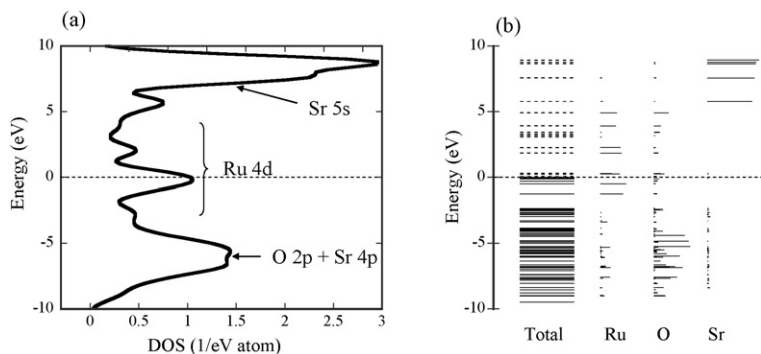 (a)
10
5
0
-5
-10
Energy (eV)
Sr 5s
Ru 4d
O 2p + Sr 4p
0
0.5
1
1.5
2
2.5
3
DOS (1/eV atom)
(b)
10
5
0
-5
-10
Energy (eV)
Total
Ru
O
Sr